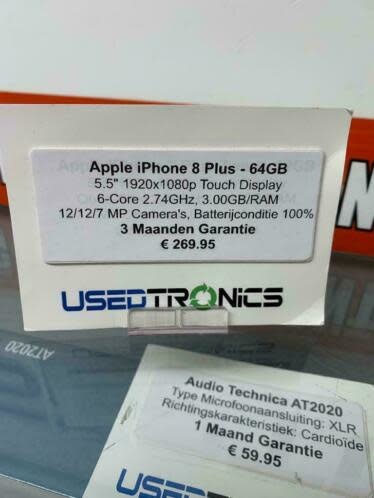 Apple iPhone 8 Plus - 64GB
5.5" 1920x1080p Touch Display
6-Core 2.74GHz, 3.00GB/RAM
12/12/7 MP Camera's, Batterijconditie 100%
3 Maanden Garantie
€ 269.95
USEDTRONICS
AT2020
Audio Technica AT2020
Type Microfoonaansluiting: XLR
Richtingskarakteristiek: Cardioïde
1 Maand Garantie
€ 59.95